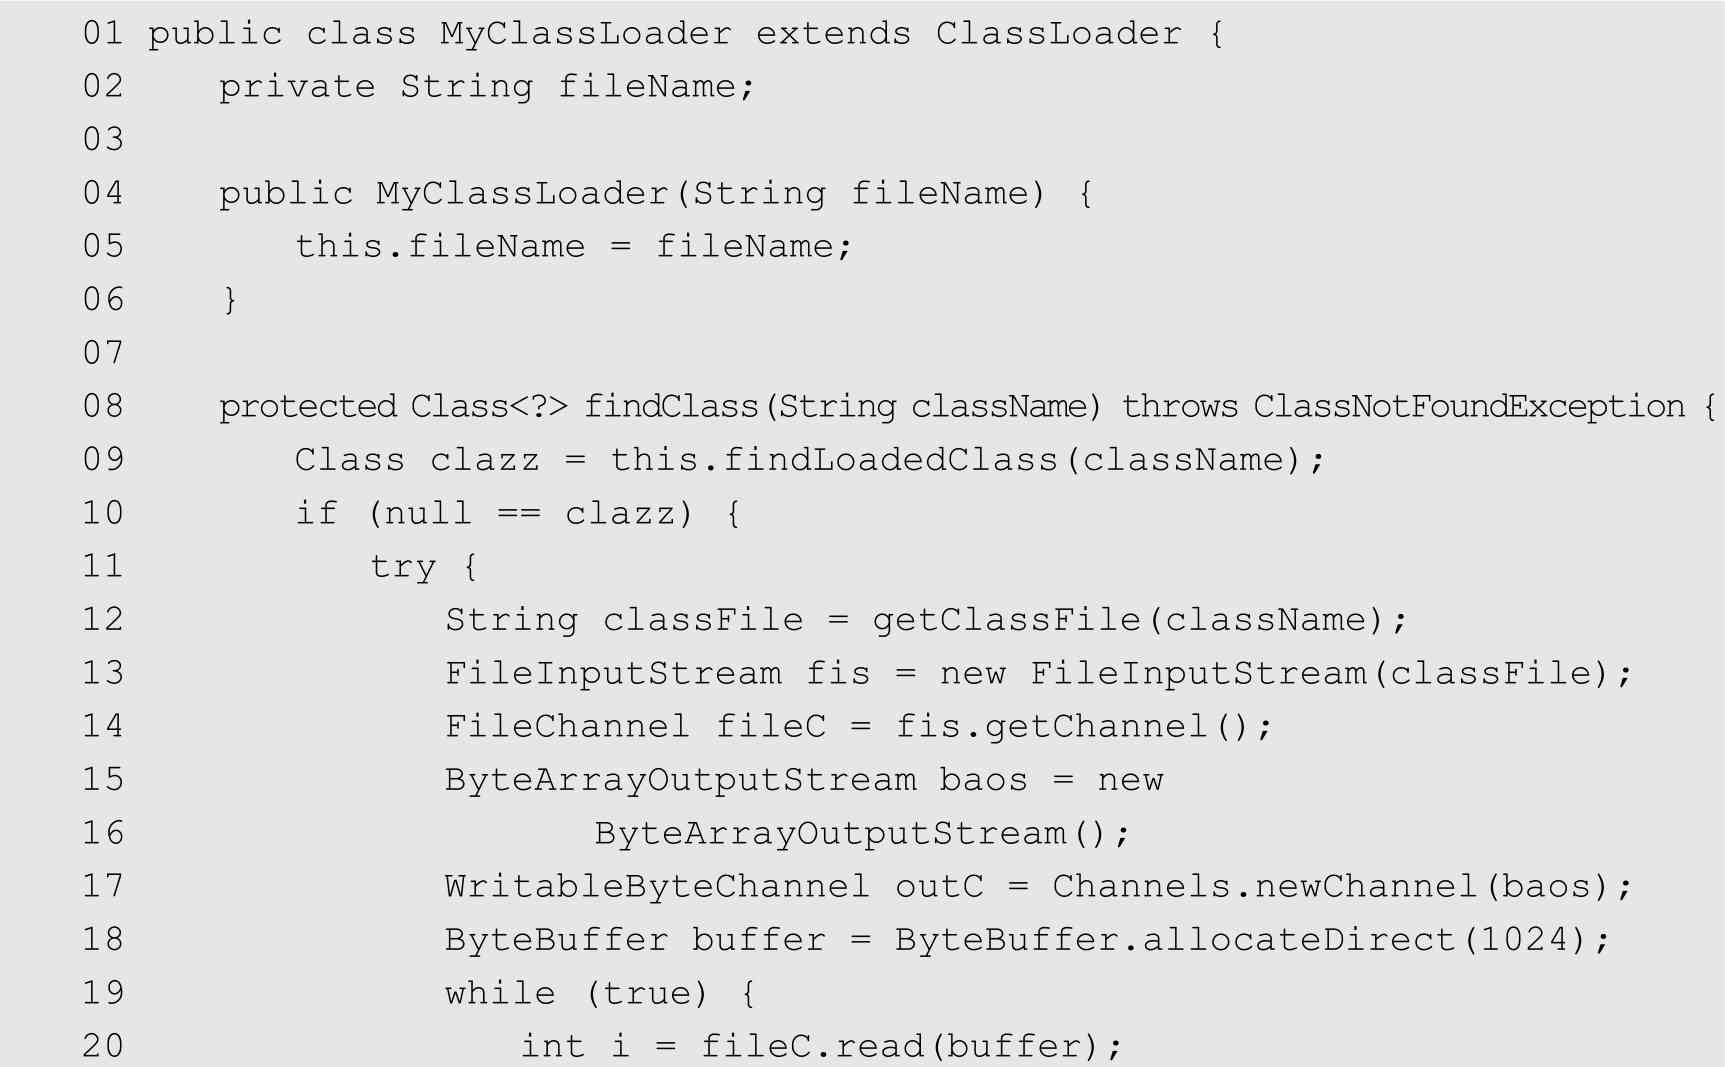 01 public class MyClassLoader extends ClassLoader {
02     private String fileName;
03
04     public MyClassLoader(String fileName) {
05         this.fileName = fileName;
06     }
07
08     protected Class<?> findClass(String className) throws ClassNotFoundException {
09         Class clazz = this.findLoadedClass(className);
10         if (null == clazz) {
11             try {
12                 String classFile = getClassFile(className);
13                 FileInputStream fis = new FileInputStream(classFile);
14                 FileChannel fileC = fis.getChannel();
15                 ByteArrayOutputStream baos = new
16                         ByteArrayOutputStream();
17                 WritableByteChannel outC = Channels.newChannel(baos);
18                 ByteBuffer buffer = ByteBuffer.allocateDirect(1024);
19                 while (true) {
20                     int i = fileC.read(buffer);